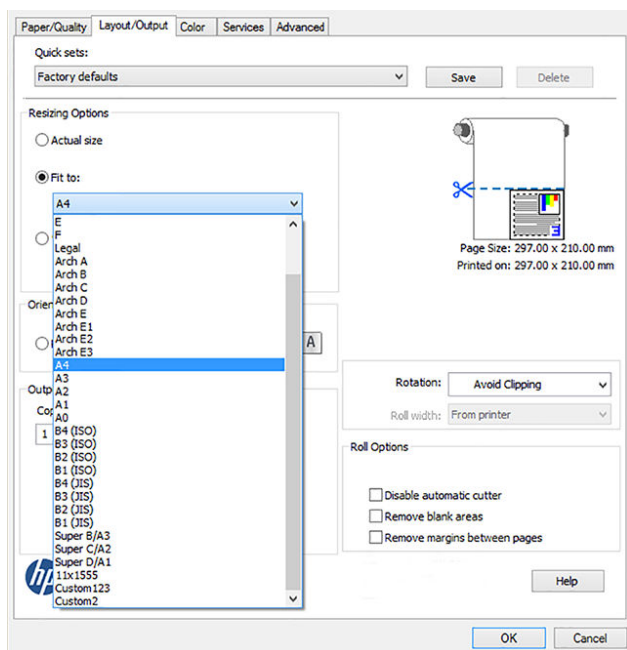 Paper/Quality Layout/Output Color Services Advanced
Quick sets:
Factory defaults Save Delete
Resizing Options
Actual size
Fit to:
A4
E
F
Legal
Arch A
Arch B
Arch C
Arch D
Arch E
Arch E1
Arch E2
Arch E3
A4
A3
A2
A1
A0
B4 (ISO)
B3 (ISO)
B2 (ISO)
B1 (ISO)
B4 (JIS)
B3 (JIS)
B2 (JIS)
B1 (JIS)
Super B/A3
Super C/A2
Super D/A1
11x1555
Custom123
Custom2
Orien
A
Outp
Cop
1
hp
E
Page Size: 297.00 x 210.00 mm
Printed on: 297.00 x 210.00 mm
Rotation: Avoid Clipping
Roll width: From printer
Roll Options
Disable automatic cutter
Remove blank areas
Remove margins between pages
Help
OK Cancel